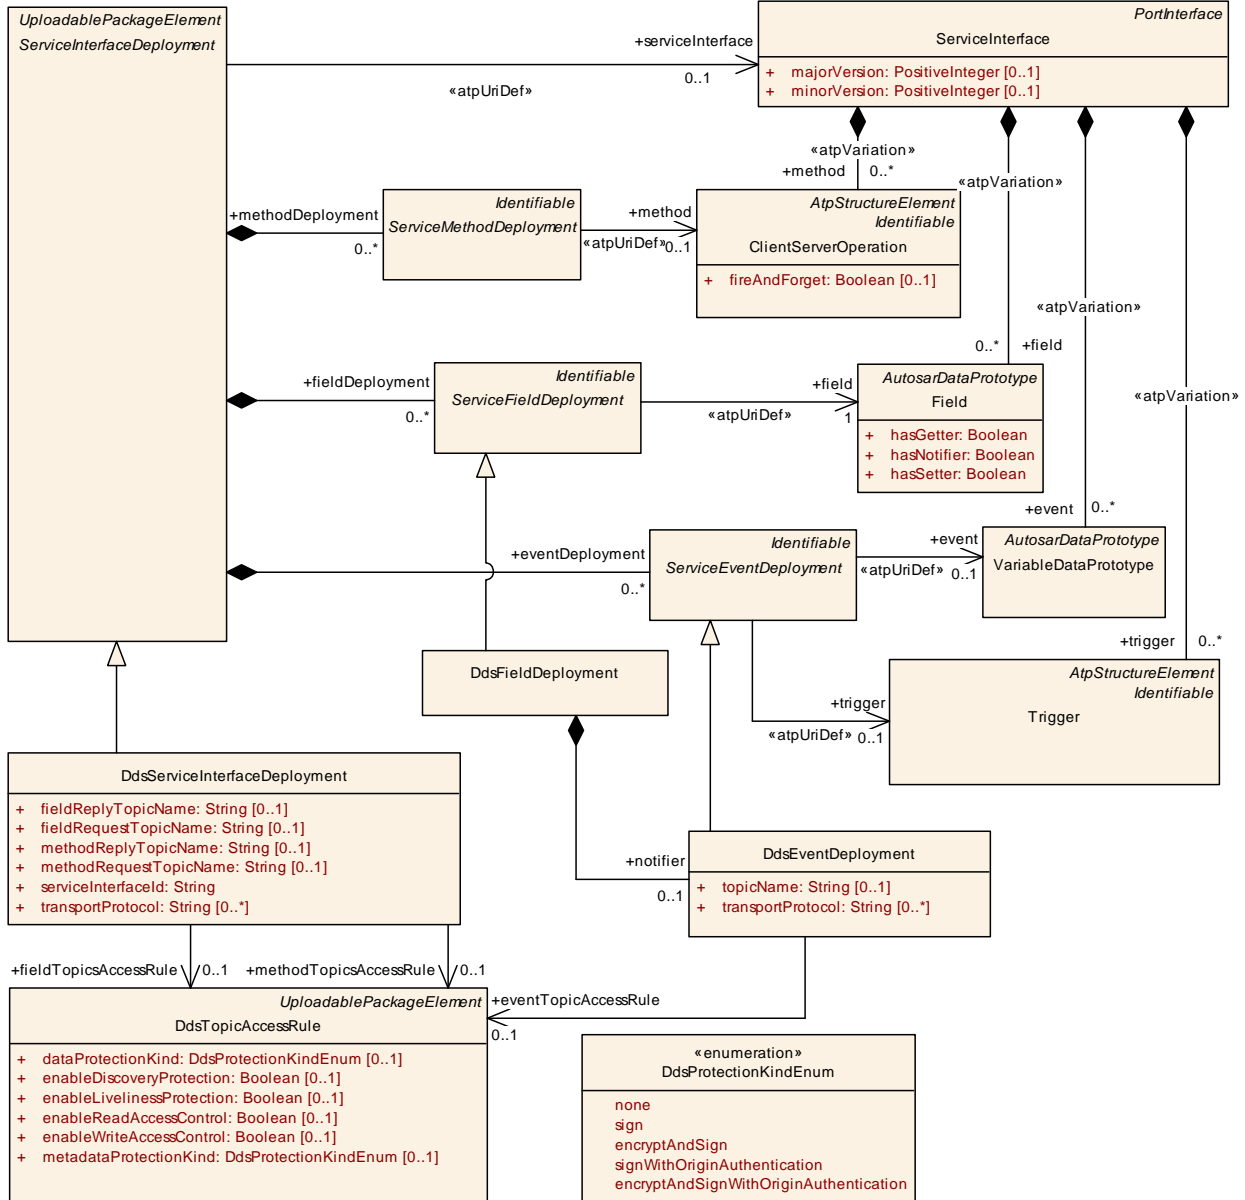 UploadablePackageElement
ServiceInterfaceDeployment
PortInterface
ServiceInterface
+ majorVersion: PositiveInteger [0..1]
+ minorVersion: PositiveInteger [0..1]
+serviceInterface
0..1
«atpUriDef»
«atpVariation»
+method 0..*
«atpVariation»
Identifiable
ServiceMethodDeployment
+methodDeployment
0..*
+method
«atpUriDef»
0..1
AtpStructureElement
Identifiable
ClientServerOperation
+ fireAndForget: Boolean [0..1]
«atpVariation»
0..* +field
Identifiable
ServiceFieldDeployment
+fieldDeployment
0..*
+field
«atpUriDef»
1
AutosarDataPrototype
Field
+ hasGetter: Boolean
+ hasNotifier: Boolean
+ hasSetter: Boolean
«atpVariation»
+event 0..*
Identifiable
ServiceEventDeployment
+eventDeployment
0..*
+event
«atpUriDef»
0..1
AutosarDataPrototype
VariableDataPrototype
+trigger 0..*
DdsFieldDeployment
AtpStructureElement
Identifiable
Trigger
+trigger
«atpUriDef»
0..1
DdsServiceInterfaceDeployment
+ fieldReplyTopicName: String [0..1]
+ fieldRequestTopicName: String [0..1]
+ methodReplyTopicName: String [0..1]
+ methodRequestTopicName: String [0..1]
+ serviceInterfaceId: String
+ transportProtocol: String [0..*]
+notifier
0..1
DdsEventDeployment
+ topicName: String [0..1]
+ transportProtocol: String [0..*]
+fieldTopicsAccessRule 0..1
+methodTopicsAccessRule 0..1
+eventTopicAccessRule
0..1
UploadablePackageElement
DdsTopicAccessRule
+ dataProtectionKind: DdsProtectionKindEnum [0..1]
+ enableDiscoveryProtection: Boolean [0..1]
+ enableLivelinessProtection: Boolean [0..1]
+ enableReadAccessControl: Boolean [0..1]
+ enableWriteAccessControl: Boolean [0..1]
+ metadataProtectionKind: DdsProtectionKindEnum [0..1]
«enumeration»
DdsProtectionKindEnum
none
sign
encryptAndSign
signWithOriginAuthentication
encryptAndSignWithOriginAuthentication